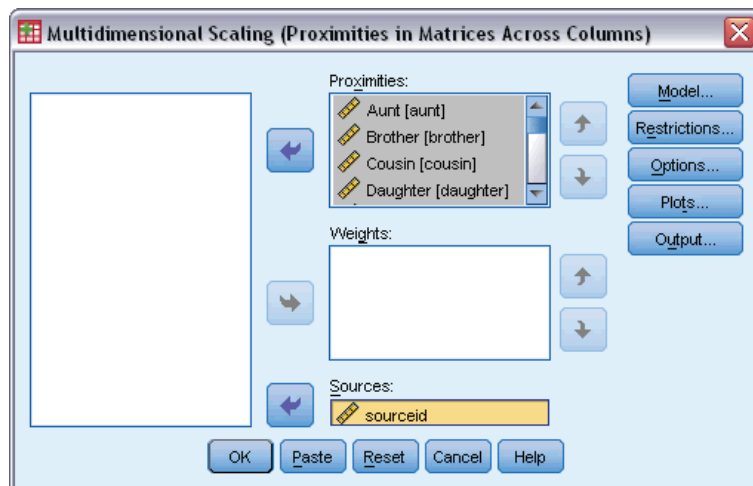 Multidimensional Scaling (Proximities in Matrices Across Columns)
Proximities:
Aunt [aunt]
Brother [brother]
Cousin [cousin]
Daughter [daughter]
Weights:
Sources:
sourceid
Model...
Restrictions...
Options...
Plots...
Output...
OK
Paste
Reset
Cancel
Help